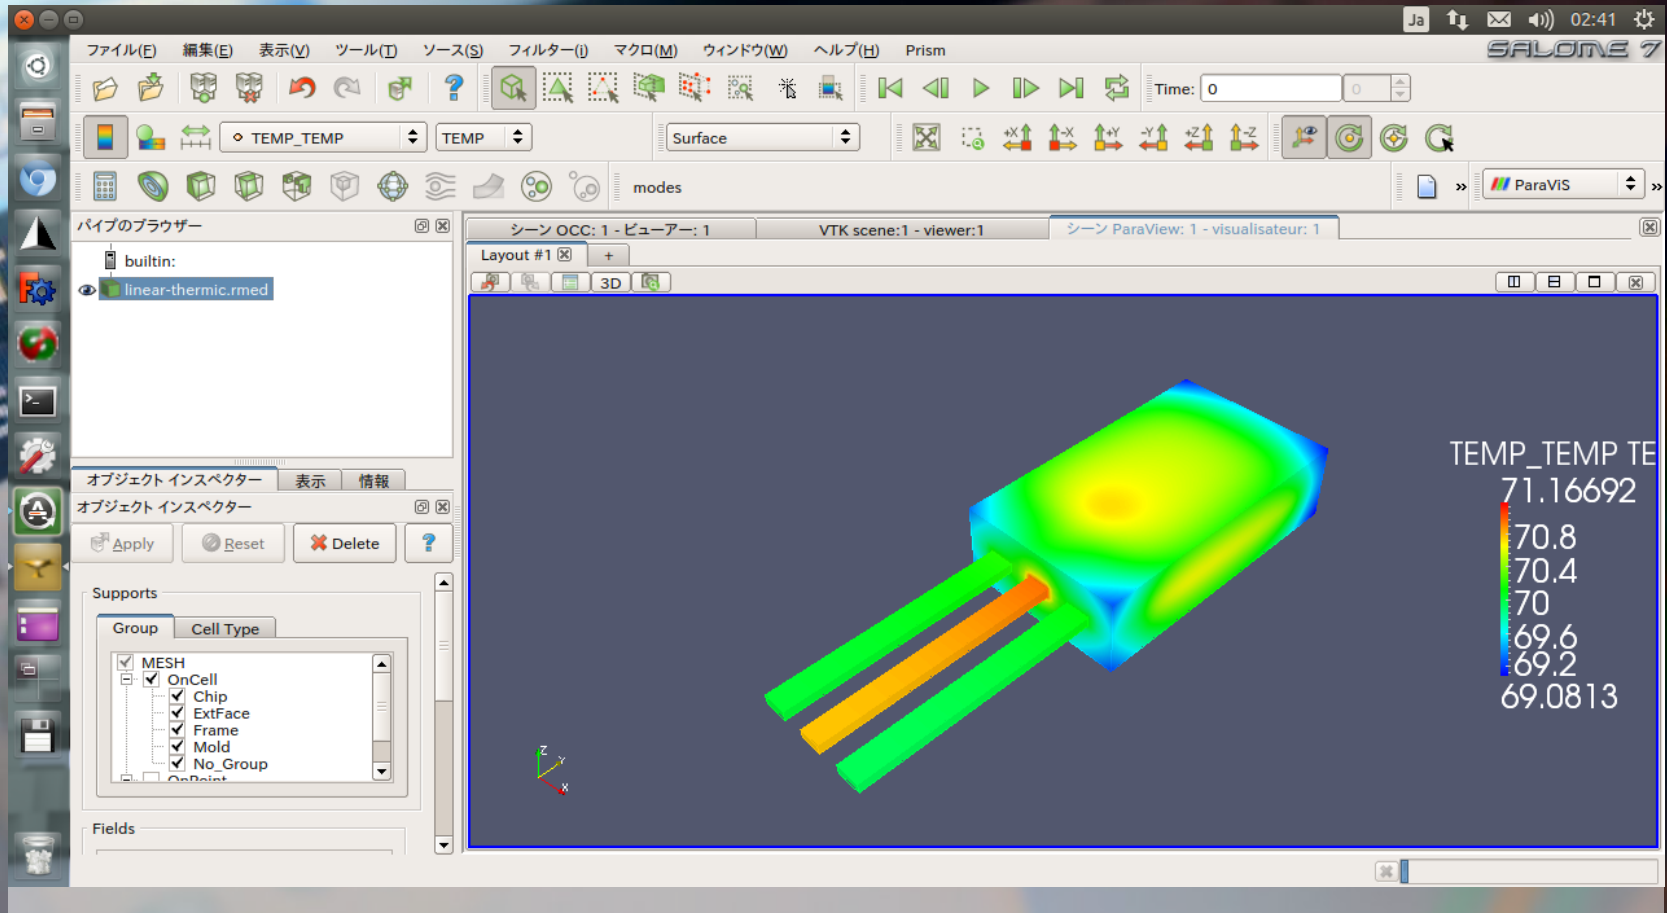 Ja 02:41
ファイル(F) 編集(E) 表示(V) ツール(T) ソース(S) フィルター(i) マクロ(M) ウィンドウ(W) ヘルプ(H) Prism
SALOME 7
Time: 0 0
TEMP_TEMP TEMP Surface
modes
» ParaViS »
パイプのブラウザー
builtin:
linear-thermic.rmed
シーン OCC: 1 - ビューアー: 1 VTK scene:1 - viewer:1 シーン ParaView: 1 - visualisateur: 1
Layout #1 +
3D
オブジェクト インスペクター 表示 情報
オブジェクト インスペクター
Apply Reset Delete ?
Supports
Group Cell Type
MESH
OnCell
Chip
ExtFace
Frame
Mold
No_Group
OnPoint
Fields
TEMP_TEMP TE
71.16692
70.8
70.4
70
69.6
69.2
69.0813
Z
Y
X